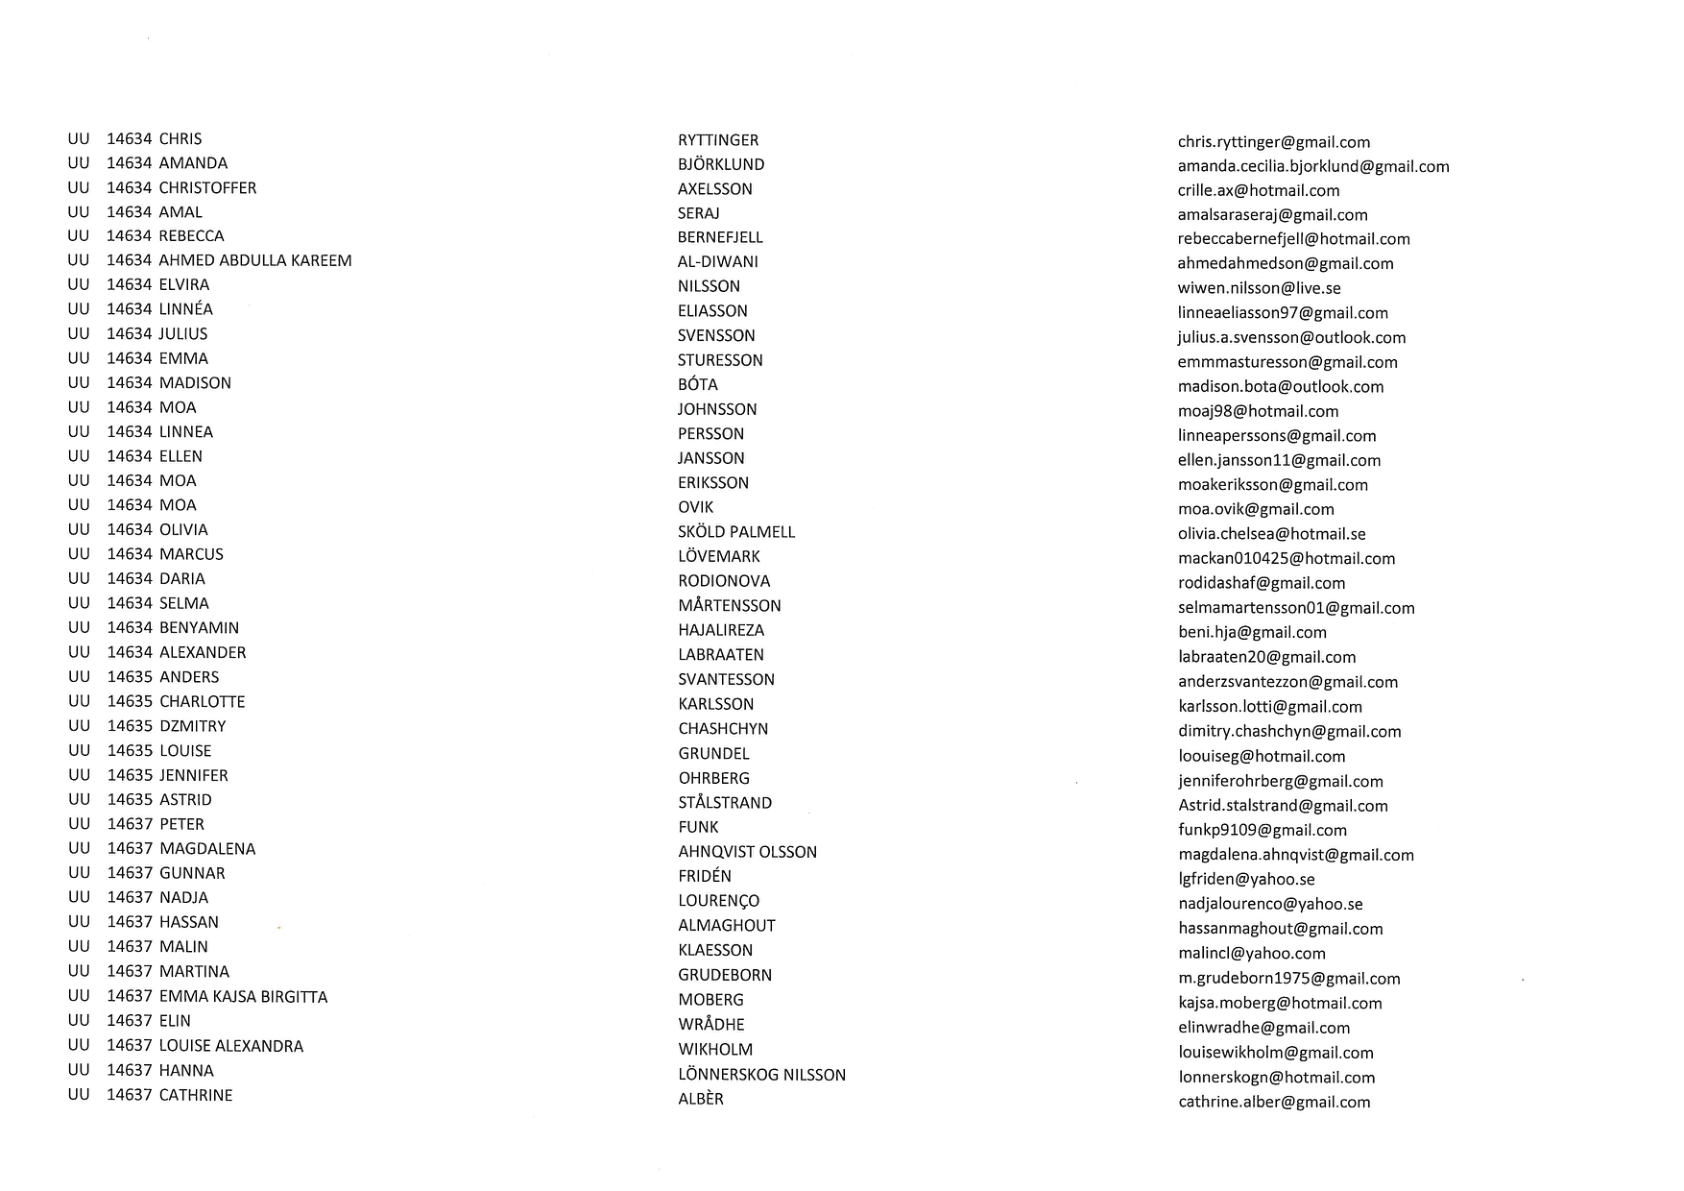 UU 14634 CHRIS RYTTINGER chris.ryttinger@gmail.com
UU 14634 AMANDA BJÖRKLUND amanda.cecilia.bjorklund@gmail.com
UU 14634 CHRISTOFFER AXELSSON crille.ax@hotmail.com
UU 14634 AMAL SERAJ amalsaraseraj@gmail.com
UU 14634 REBECCA BERNEFJELL rebeccabernefjell@hotmail.com
UU 14634 AHMED ABDULLA KAREEM AL-DIWANI ahmedahmedson@gmail.com
UU 14634 ELVIRA NILSSON wiwen.nilsson@live.se
UU 14634 LINNÉA ELIASSON linneaeliasson97@gmail.com
UU 14634 JULIUS SVENSSON julius.a.svensson@outlook.com
UU 14634 EMMA STURESSON emmmasturesson@gmail.com
UU 14634 MADISON BÓTA madison.bota@outlook.com
UU 14634 MOA JOHNSSON moaj98@hotmail.com
UU 14634 LINNEA PERSSON linneaperssons@gmail.com
UU 14634 ELLEN JANSSON ellen.jansson11@gmail.com
UU 14634 MOA ERIKSSON moakeriksson@gmail.com
UU 14634 MOA OVIK moa.ovik@gmail.com
UU 14634 OLIVIA SKÖLD PALMELL olivia.chelsea@hotmail.se
UU 14634 MARCUS LÖVEMARK mackan010425@hotmail.com
UU 14634 DARIA RODIONOVA rodidashaf@gmail.com
UU 14634 SELMA MÅRTENSSON selmamartensson01@gmail.com
UU 14634 BENYAMIN HAJALIREZA beni.hja@gmail.com
UU 14634 ALEXANDER LABRAATEN labraaten20@gmail.com
UU 14635 ANDERS SVANTESSON anderzsvantezzon@gmail.com
UU 14635 CHARLOTTE KARLSSON karlsson.lotti@gmail.com
UU 14635 DZMITRY CHASHCHYN dimitry.chashchyn@gmail.com
UU 14635 LOUISE GRUNDEL loouiseg@hotmail.com
UU 14635 JENNIFER OHRBERG jenniferohrberg@gmail.com
UU 14635 ASTRID STÅLSTRAND Astrid.stalstrand@gmail.com
UU 14637 PETER FUNK funkp9109@gmail.com
UU 14637 MAGDALENA AHNQVIST OLSSON magdalena.ahnqvist@gmail.com
UU 14637 GUNNAR FRIDÉN lgfriden@yahoo.se
UU 14637 NADJA LOURENÇO nadjalourenco@yahoo.se
UU 14637 HASSAN ALMAGHOUT hassanmaghout@gmail.com
UU 14637 MALIN KLAESSON malincl@yahoo.com
UU 14637 MARTINA GRUDEBORN m.grudeborn1975@gmail.com
UU 14637 EMMA KAJSA BIRGITTA MOBERG kajsa.moberg@hotmail.com
UU 14637 ELIN WRÅDHE elinwradhe@gmail.com
UU 14637 LOUISE ALEXANDRA WIKHOLM louisewikholm@gmail.com
UU 14637 HANNA LÖNNERSKOG NILSSON lonnerskogn@hotmail.com
UU 14637 CATHRINE ALBÈR cathrine.alber@gmail.com